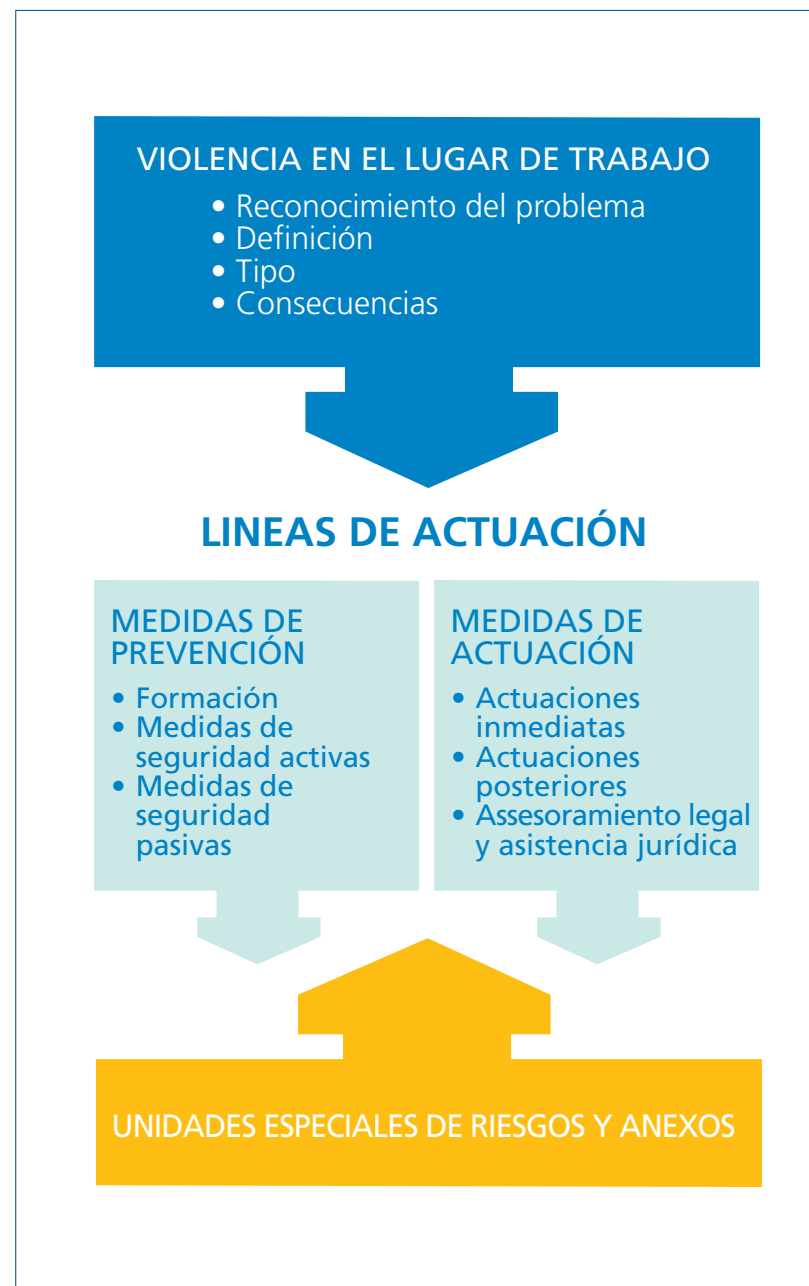 VIOLENCIA EN EL LUGAR DE TRABAJO
• Reconocimiento del problema
• Definición
• Tipo
• Consecuencias
LINEAS DE ACTUACIÓN
MEDIDAS DE
PREVENCIÓN
• Formación
• Medidas de
seguridad activas
• Medidas de
seguridad
pasivas
MEDIDAS DE
ACTUACIÓN
• Actuaciones
inmediatas
• Actuaciones
posteriores
• Assesoramiento legal
y asistencia jurídica
UNIDADES ESPECIALES DE RIESGOS Y ANEXOS